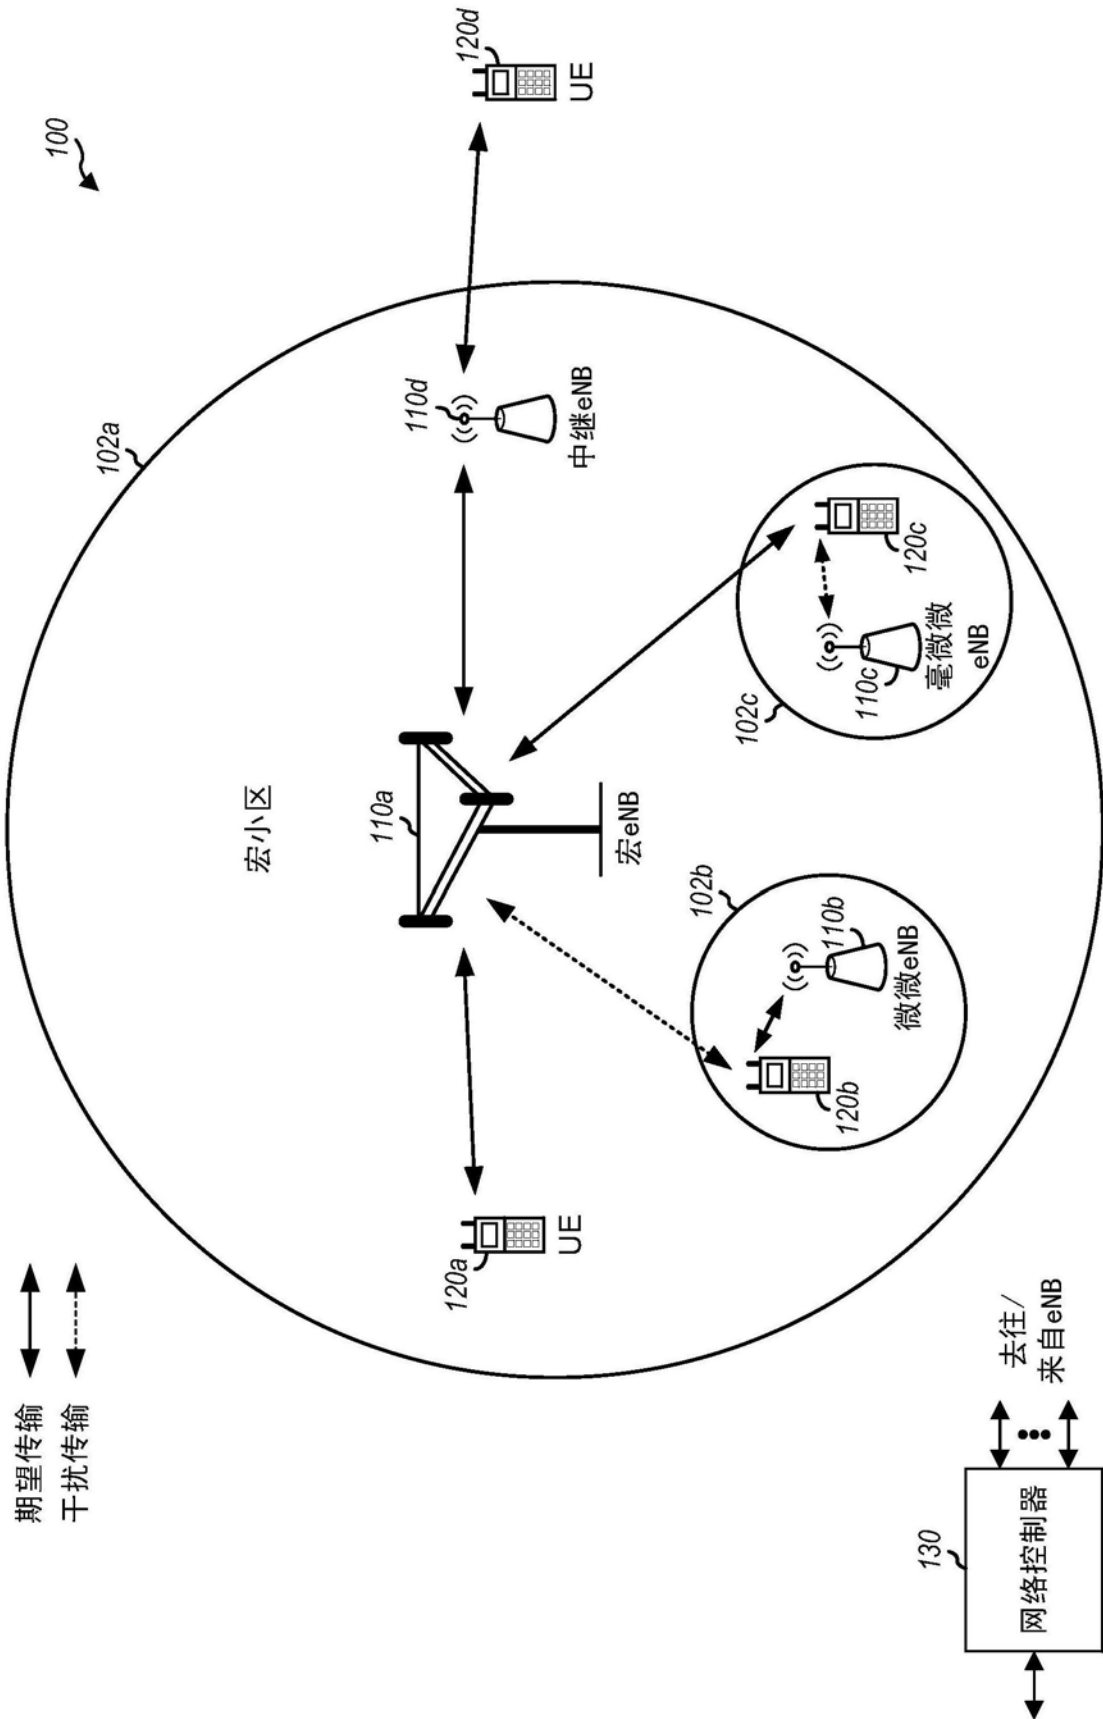 期望传输
干扰传输
100
102a
宏小区
110a
宏eNB
110d
中继eNB
120d
UE
120a
UE
102b
110b
微微eNB
120b
102c
110c
毫微微
eNB
120c
130
网络控制器
去往/
来自eNB